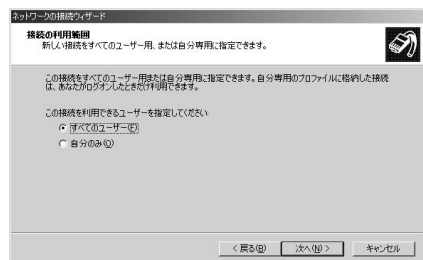 ネットワークの接続ウィザード
接続の利用範囲
新しい接続をすべてのユーザー用、または自分専用に指定できます。
この接続をすべてのユーザー用または自分専用に指定できます。自分専用のプロファイルに格納した接続
は、あなたがログオンしたときだけ利用できます。
この接続を利用できるユーザーを指定してください
すべてのユーザー(E)
自分のみ(O)
< 戻る(B) 次へ(N) > キャンセル